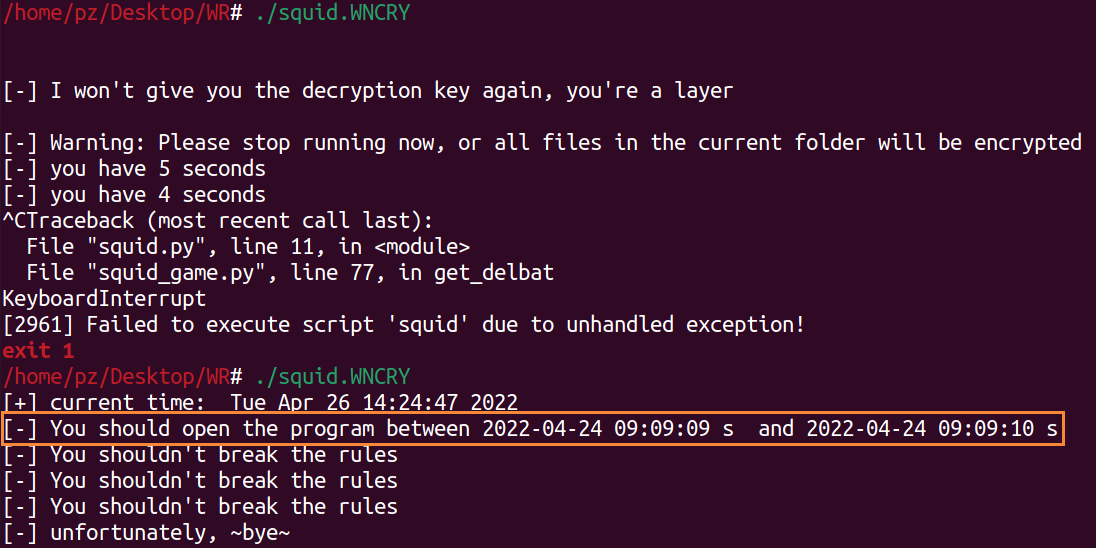 /home/pz/Desktop/WR# ./squid.WNCRY
[-] I won't give you the decryption key again, you're a layer
[-] Warning: Please stop running now, or all files in the current folder will be encrypted
[-] you have 5 seconds
[-] you have 4 seconds
^CTraceback (most recent call last):
  File "squid.py", line 11, in <module>
  File "squid_game.py", line 77, in get_delbat
KeyboardInterrupt
[2961] Failed to execute script 'squid' due to unhandled exception!
exit 1
/home/pz/Desktop/WR# ./squid.WNCRY
[+] current time:  Tue Apr 26 14:24:47 2022
[-] You should open the program between 2022-04-24 09:09:09 s  and 2022-04-24 09:09:10 s
[-] You shouldn't break the rules
[-] You shouldn't break the rules
[-] You shouldn't break the rules
[-] unfortunately, ~bye~